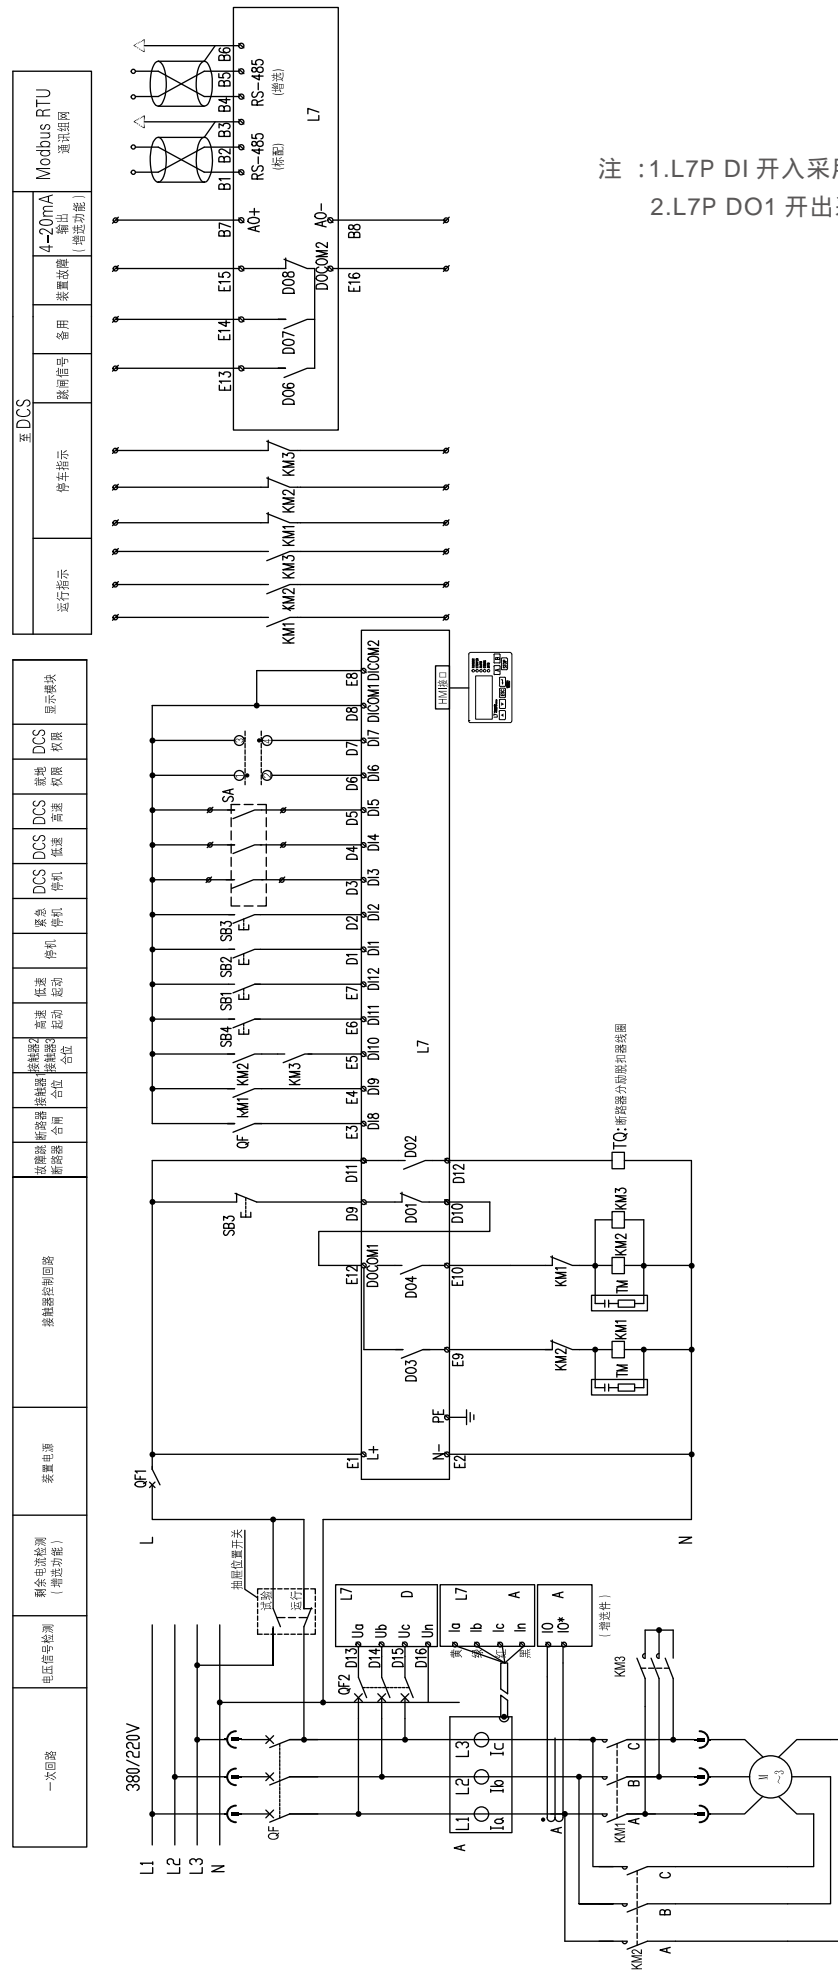 注 :1.L7P DI 开入采用
2.L7P DO1 开出采
至 DCS
Modbus RTU
通讯组网
4-20mA
输出
(增选功能)
装置故障
备用
跳闸信号
停车指示
运行指示
B1
B2
B3
B4
B5
B6
RS-485
(标配)
RS-485
(增选)
B7
AO+
AO-
B8
E15
DO8
DOCOM2
E16
E14
DO7
E13
DO6
L7
KM3
KM2
KM1
KM3
KM2
KM1
显示模块
DCS
权限
就地
权限
DCS
高速
DCS
低速
DCS
停机
紧急
停机
停机
低速
起动
高速
起动
接触器2
接触器3
合位
接触器1
合位
断路器
合闸
故障跳
断路器
接触器控制回路
装置电源
剩余电流检测
(增选功能)
电压信号检测
一次回路
E8
DICOM2
D8
DICOM1
D7
DI7
D6
DI6
SA
D5
DI5
D4
DI4
D3
DI3
SB3
D2
DI2
SB2
D1
DI1
SB1
E7
DI12
SB4
E6
DI11
KM2
KM3
E5
DI10
KM1
E4
DI9
QF
E3
DI8
HMI接口
L7
D11
DO2
D12
TQ:断路器分励脱扣器线圈
SB3
D9
DO1
D10
E12
DOCOM1
DO4
E10
KM1
TM
KM2
KM3
DO3
E9
KM2
TM
KM1
PE
QF1
E1
L+
N-
E2
L
N
抽屉位置开关
试验
运行
L7
D
D13
Ua
D14
Ub
D15
Uc
D16
Un
QF2
L7
A
Ia
Ib
Ic
In
黄
绿
红
黑
A
IO
IO*
(增选件)
380/220V
L1
L2
L3
N
QF
L1
L2
L3
Ia
Ib
Ic
A
A
KM1
A
B
C
KM3
KM2
A
B
C
M
~3